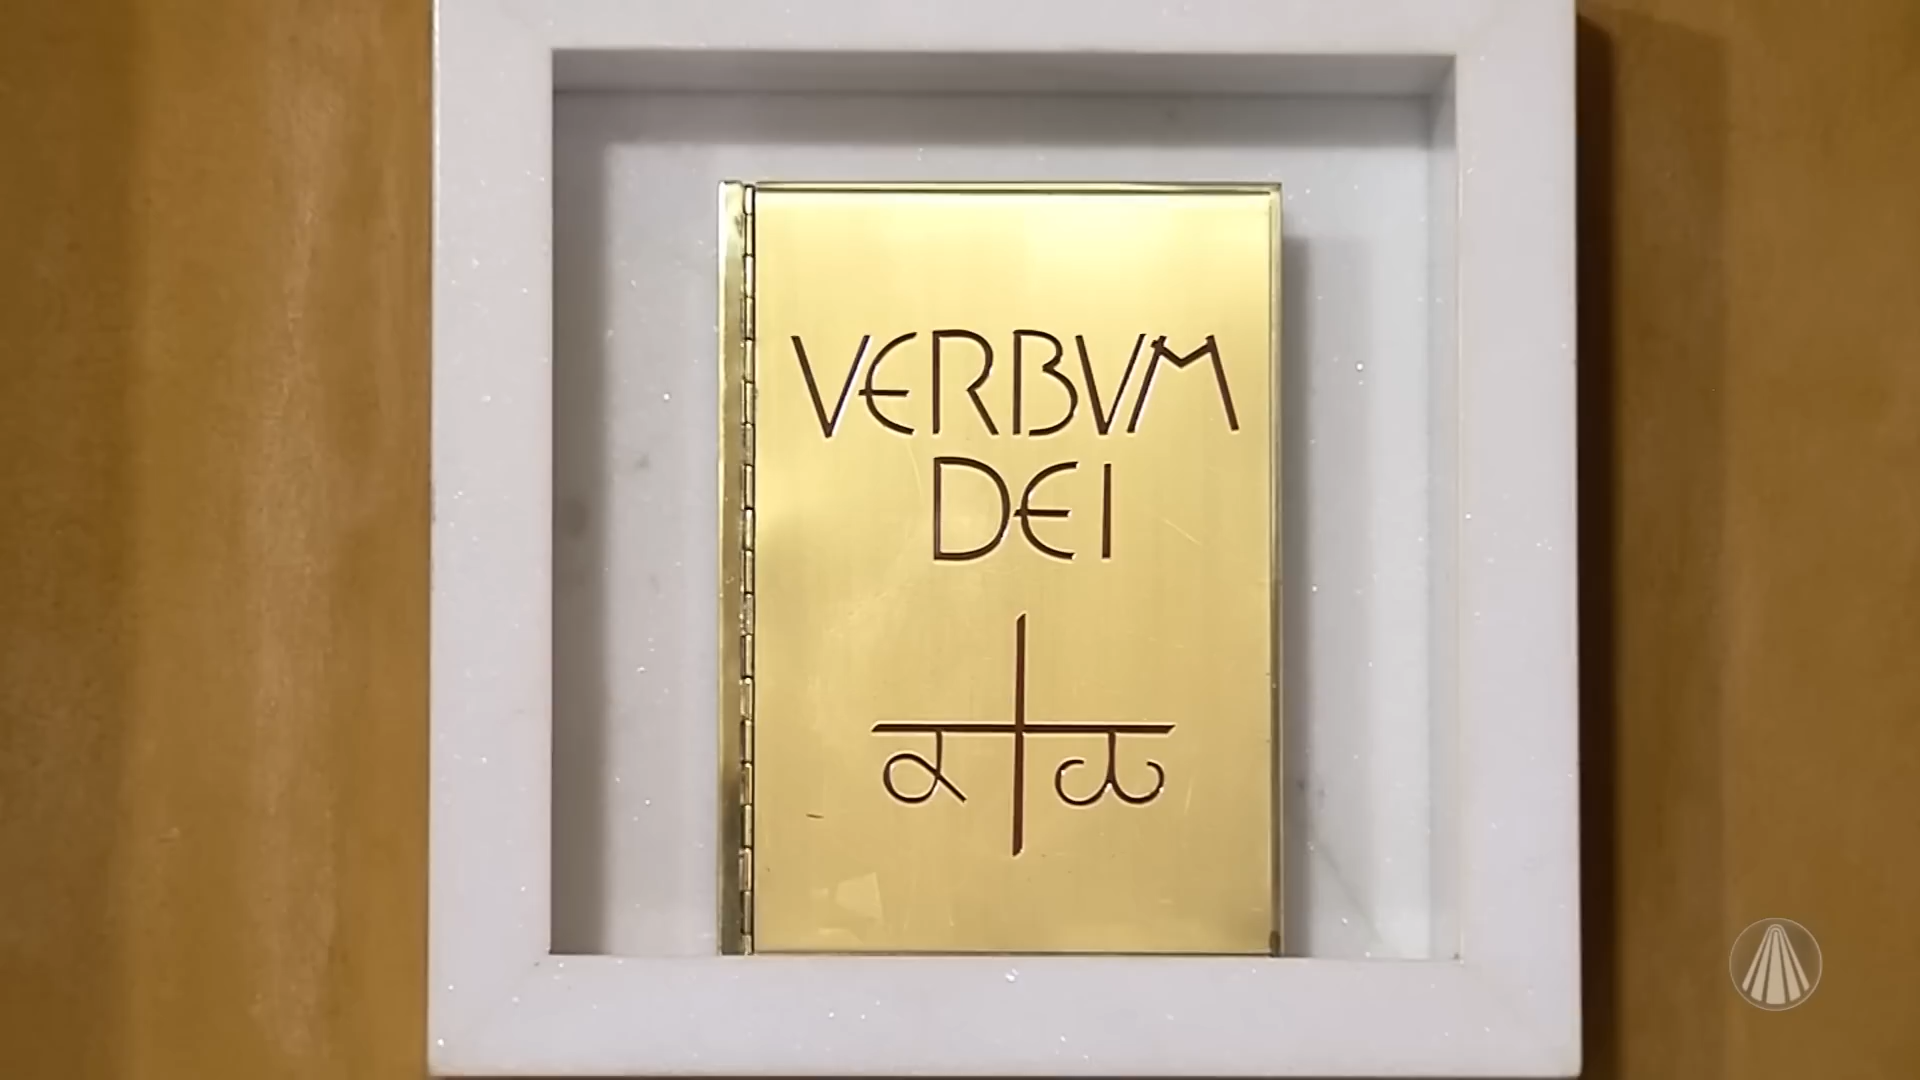 VERBVM
DEI
α ω